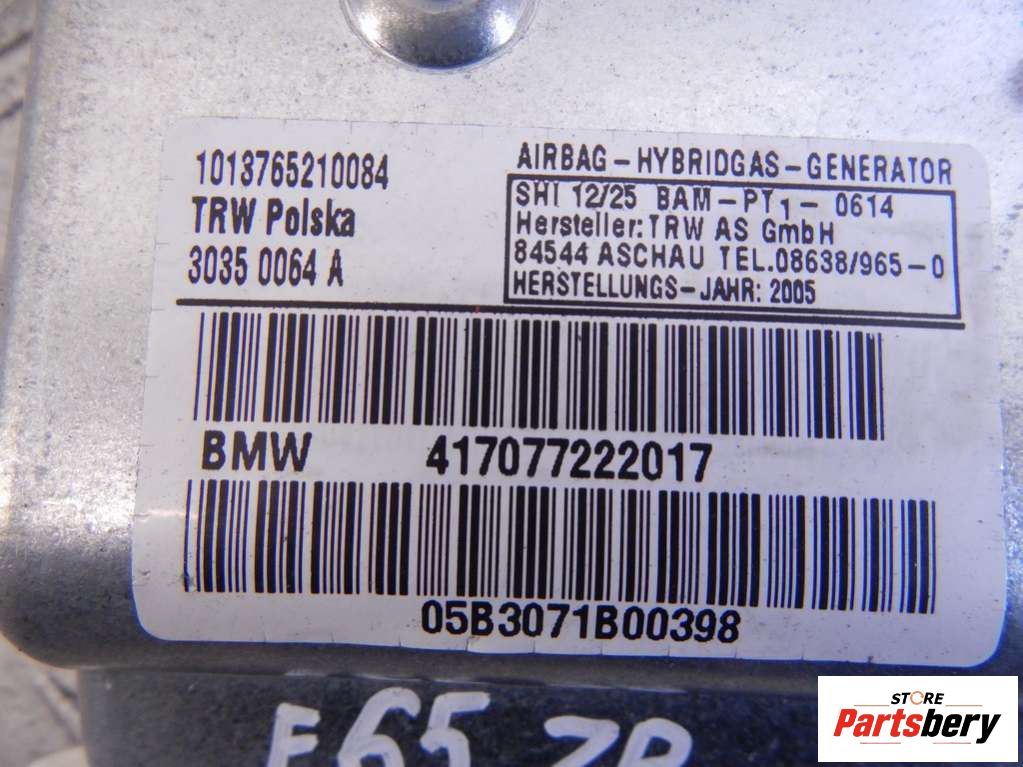 1013765210084
TRW Polska
3035 0064 A
AIRBAG-HYBRIDGAS-GENERATOR
SHI 12/25 BAM-PT1-0614
Hersteller: TRW AS GmbH
84544 ASCHAU TEL.08638/965-0
HERSTELLUNGS-JAHR: 2005
BMW 417077222017
05B3071B00398
E65
STORE
Partsbery